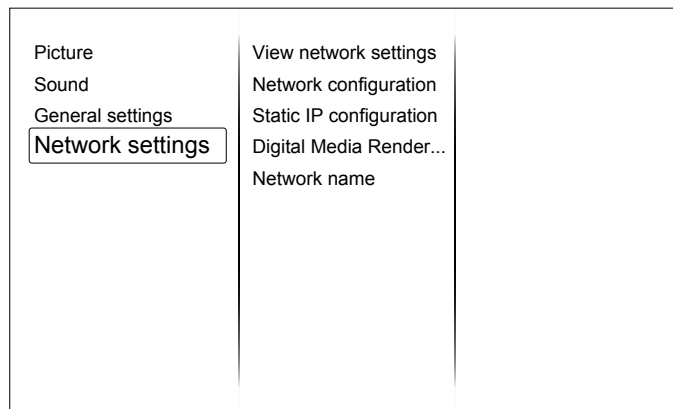 Picture
Sound
General settings
Network settings
View network settings
Network configuration
Static IP configuration
Digital Media Render...
Network name